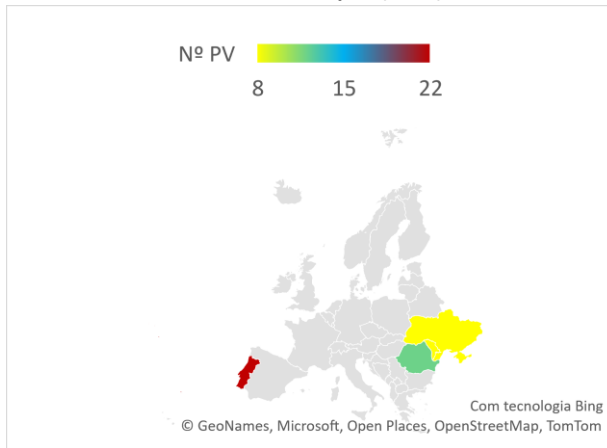 Nº PV
8 15 22
Com tecnologia Bing
© GeoNames, Microsoft, Open Places, OpenStreetMap, TomTom